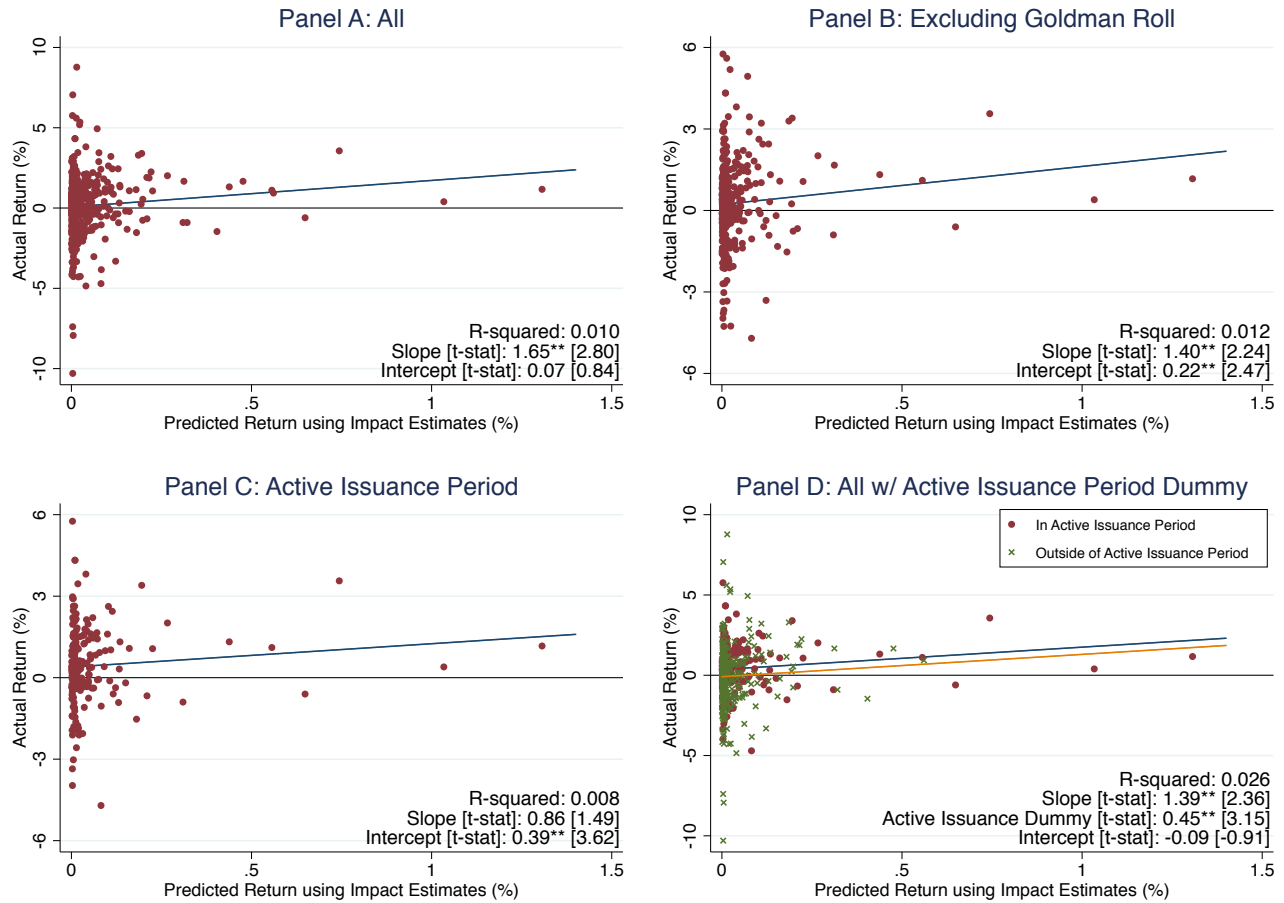 Panel A: All
Actual Return (%)
10
5
0
-5
-10
R-squared: 0.010
Slope [t-stat]: 1.65** [2.80]
Intercept [t-stat]: 0.07 [0.84]
0 .5 1 1.5
Predicted Return using Impact Estimates (%)
Panel B: Excluding Goldman Roll
Actual Return (%)
6
3
0
-3
-6
R-squared: 0.012
Slope [t-stat]: 1.40** [2.24]
Intercept [t-stat]: 0.22** [2.47]
0 .5 1 1.5
Predicted Return using Impact Estimates (%)
Panel C: Active Issuance Period
Actual Return (%)
6
3
0
-3
-6
R-squared: 0.008
Slope [t-stat]: 0.86 [1.49]
Intercept [t-stat]: 0.39** [3.62]
0 .5 1 1.5
Predicted Return using Impact Estimates (%)
Panel D: All w/ Active Issuance Period Dummy
Actual Return (%)
10
5
0
-5
-10
In Active Issuance Period
Outside of Active Issuance Period
R-squared: 0.026
Slope [t-stat]: 1.39** [2.36]
Active Issuance Dummy [t-stat]: 0.45** [3.15]
Intercept [t-stat]: -0.09 [-0.91]
0 .5 1 1.5
Predicted Return using Impact Estimates (%)